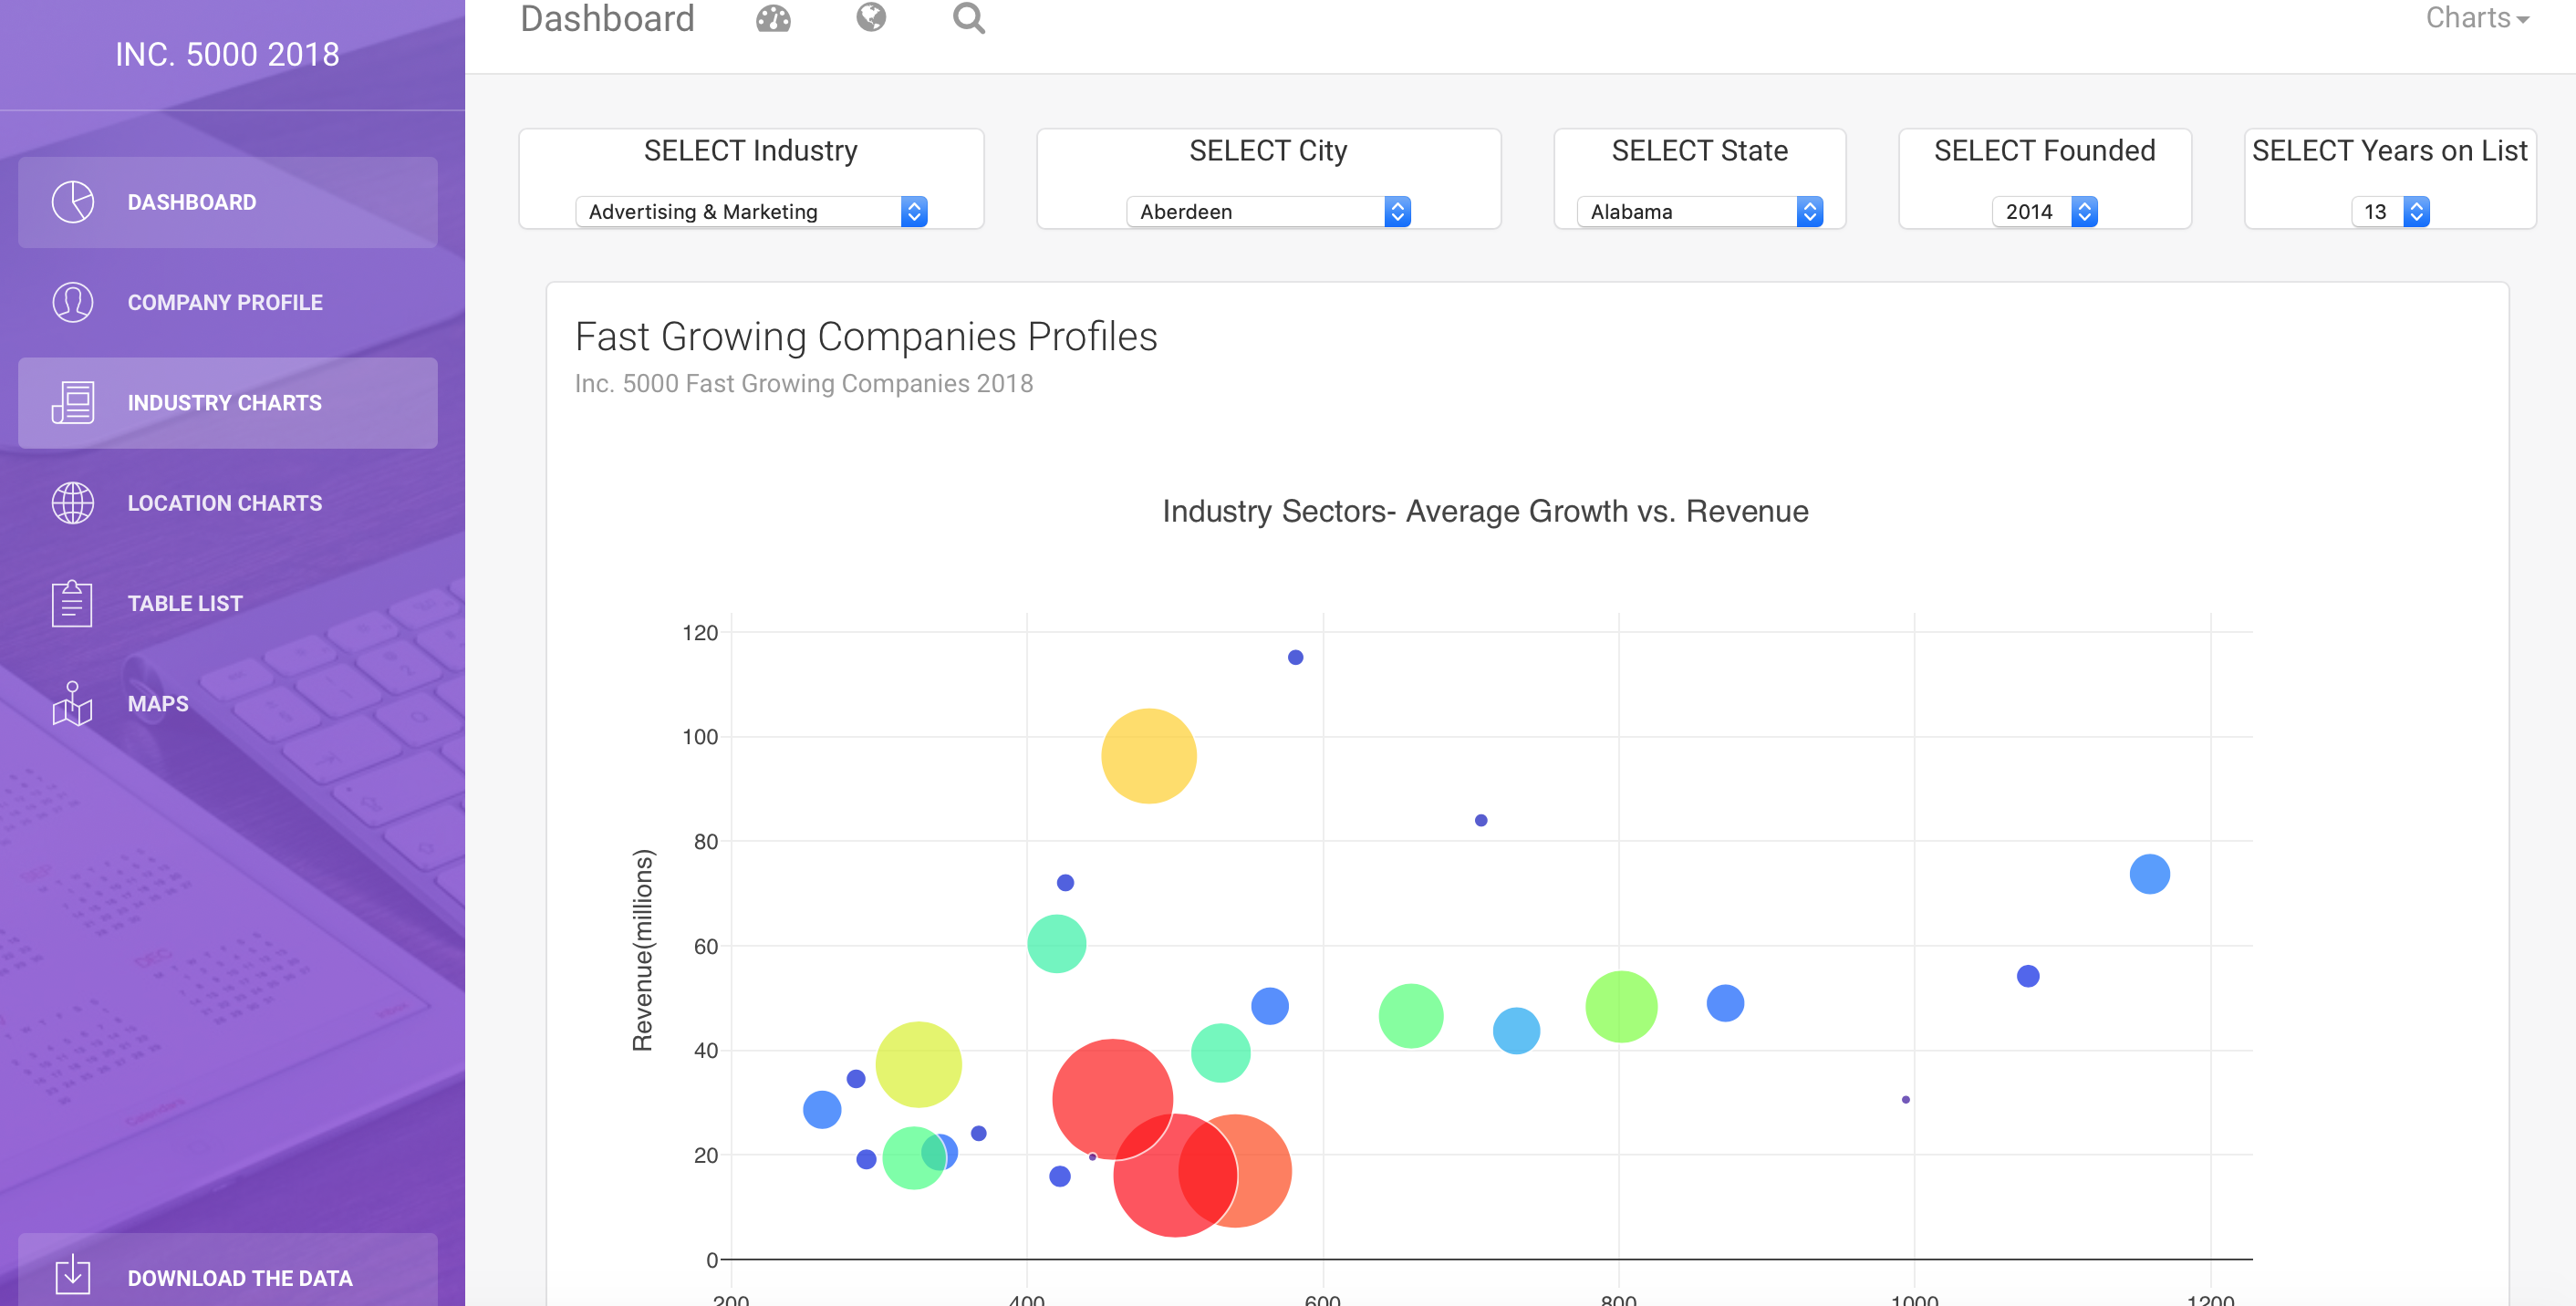 INC. 5000 2018
DASHBOARD
COMPANY PROFILE
INDUSTRY CHARTS
LOCATION CHARTS
TABLE LIST
MAPS
DOWNLOAD THE DATA
Dashboard
Charts
SELECT Industry
Advertising & Marketing
SELECT City
Aberdeen
SELECT State
Alabama
SELECT Founded
2014
SELECT Years on List
13
Fast Growing Companies Profiles
Inc. 5000 Fast Growing Companies 2018
Industry Sectors- Average Growth vs. Revenue
Revenue(millions)
120
100
80
60
40
20
0
200 400 600 800 1000 1200